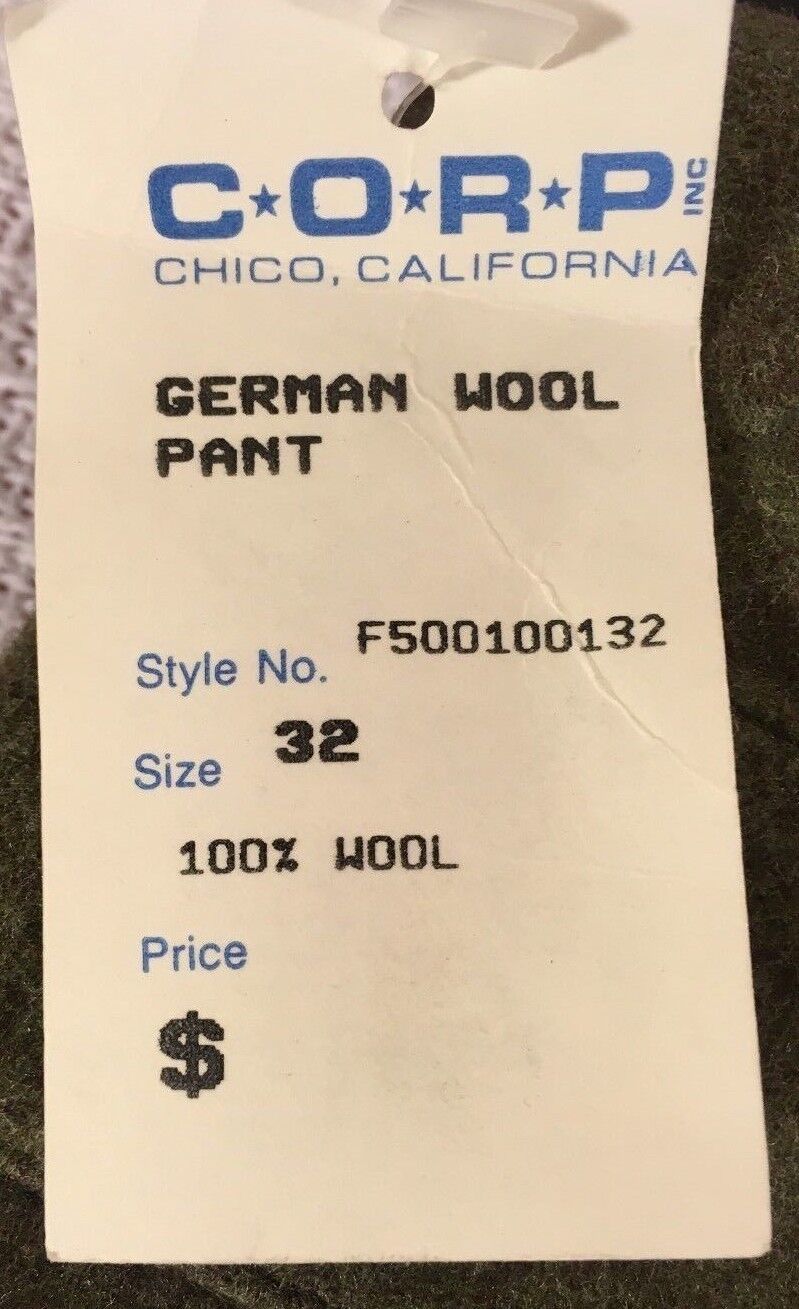 C★O★R★P INC
CHICO, CALIFORNIA
GERMAN WOOL
PANT
Style No. F500100132
Size 32
100% WOOL
Price
$